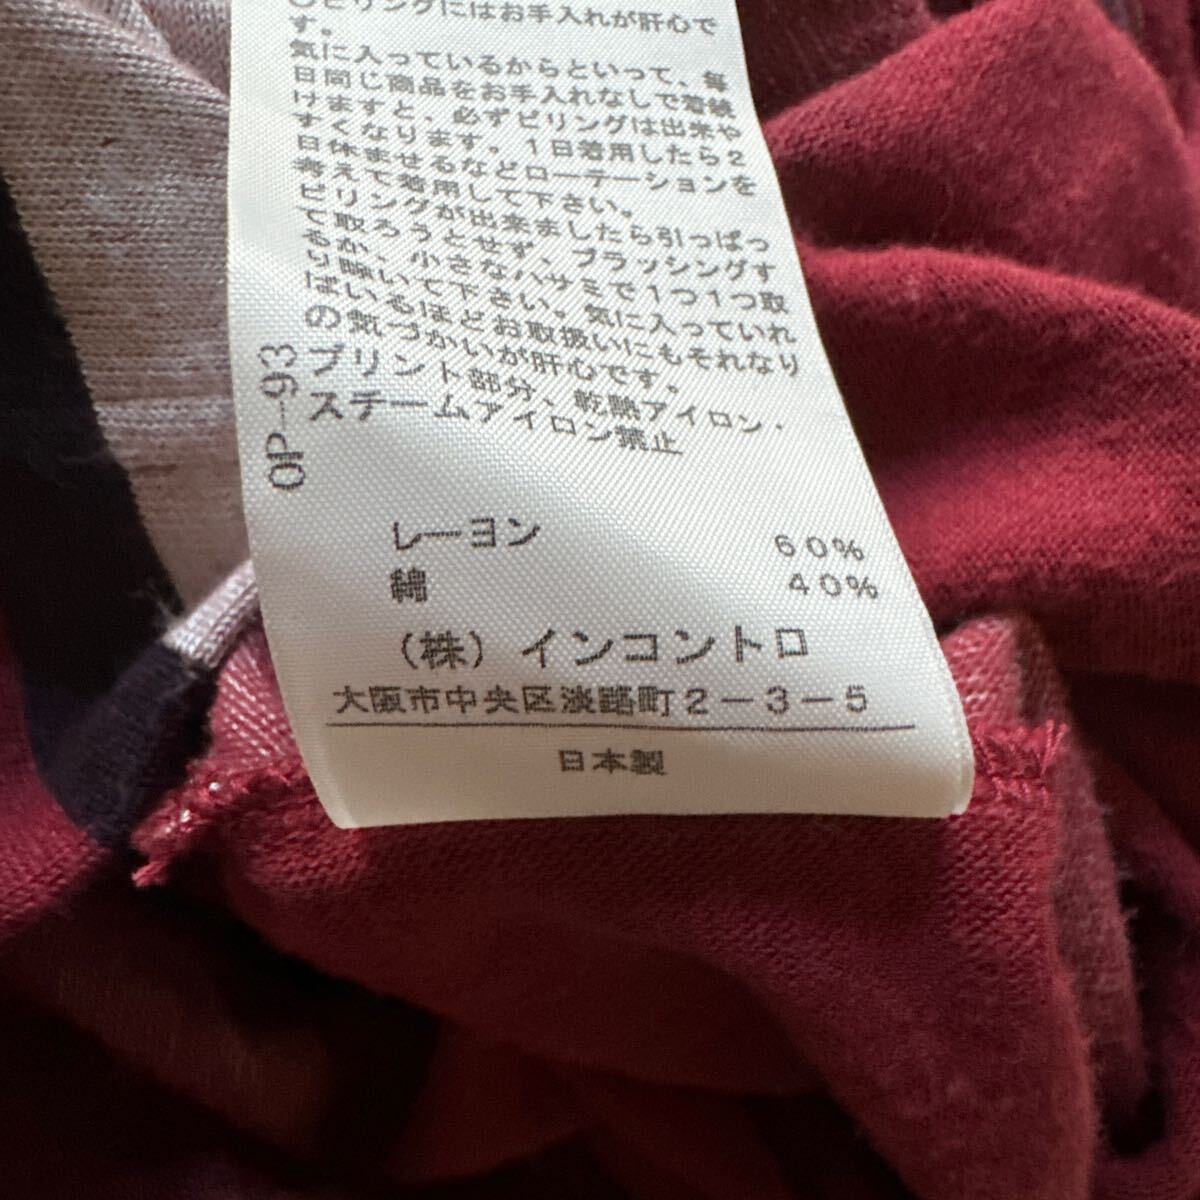 ○ピリングにはお手入れが肝心で
す。
気に入っているからといって、毎
日同じ商品をお手入れなしで着続
けますと、必ずピリングは出来や
すくなります。1日着用したら2
日休ませるなどローテーションを
考えて着用して下さい。
ピリングが出来ましたら引っぱっ
て取ろうとせず、ブラッシングす
るか、小さなハサミで1つ1つ取
り除いて下さい。気に入っていれ
ばいるほどお取扱いにもそれなり
の気づかいが肝心です。
プリント部分、乾熱アイロン・
スチームアイロン禁止
OP-93
レーヨン 60%
綿 40%
(株)インコントロ
大阪市中央区淡路町2-3-5
日本製